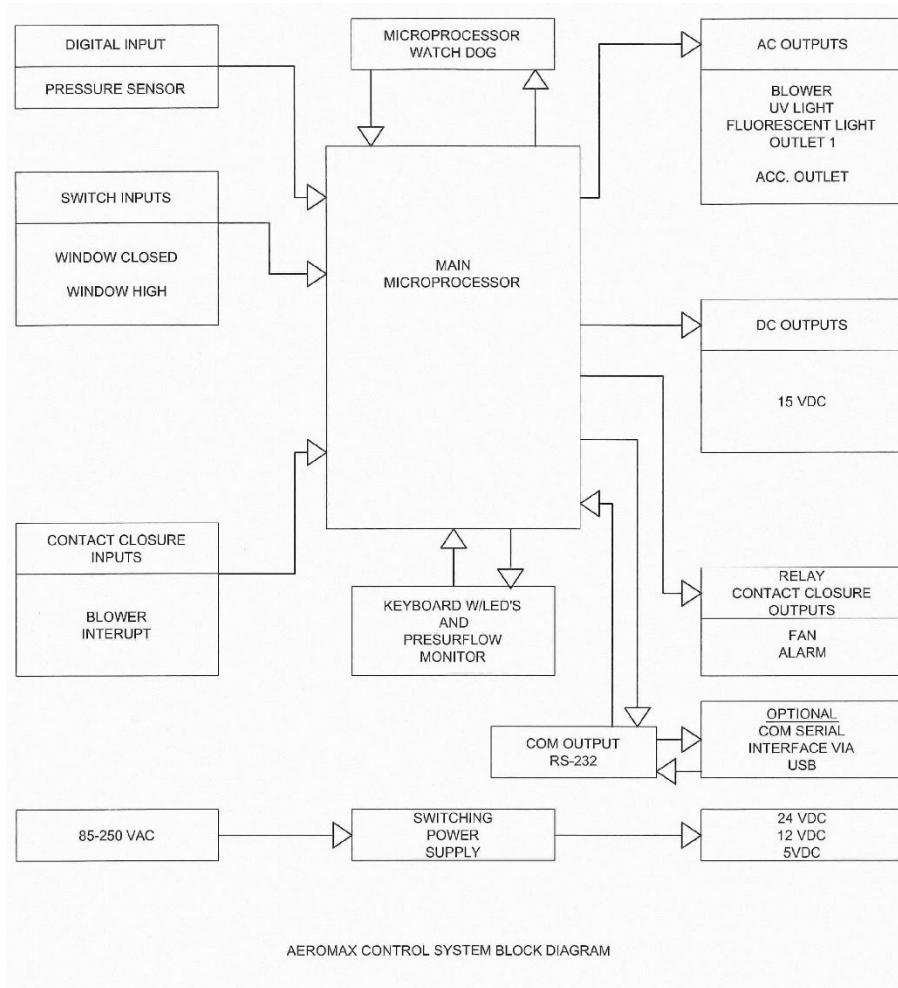 DIGITAL INPUT
PRESSURE SENSOR
MICROPROCESSOR
WATCH DOG
AC OUTPUTS
BLOWER
UV LIGHT
FLUORESCENT LIGHT
OUTLET 1
ACC. OUTLET
SWITCH INPUTS
WINDOW CLOSED
WINDOW HIGH
MAIN
MICROPROCESSOR
DC OUTPUTS
15 VDC
CONTACT CLOSURE
INPUTS
BLOWER
INTERUPT
KEYBOARD W/LED'S
AND
PRESURFLOW
MONITOR
RELAY
CONTACT CLOSURE
OUTPUTS
FAN
ALARM
COM OUTPUT
RS-232
OPTIONAL
COM SERIAL
INTERFACE VIA
USB
85-250 VAC
SWITCHING
POWER
SUPPLY
24 VDC
12 VDC
5VDC
AEROMAX CONTROL SYSTEM BLOCK DIAGRAM